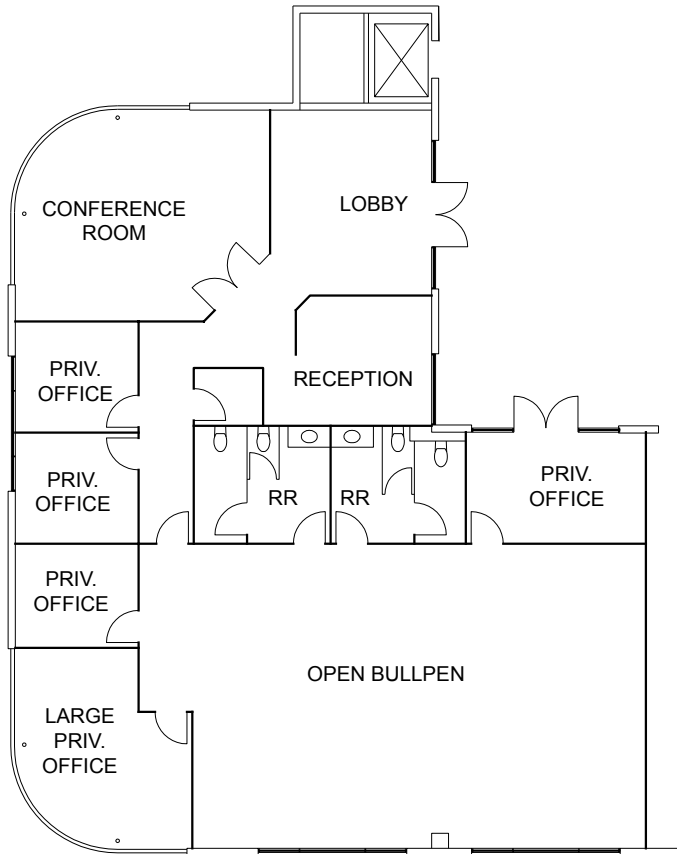 CONFERENCE
ROOM
LOBBY
PRIV.
OFFICE
RECEPTION
PRIV.
OFFICE
RR
RR
PRIV.
OFFICE
PRIV.
OFFICE
OPEN BULLPEN
LARGE
PRIV.
OFFICE